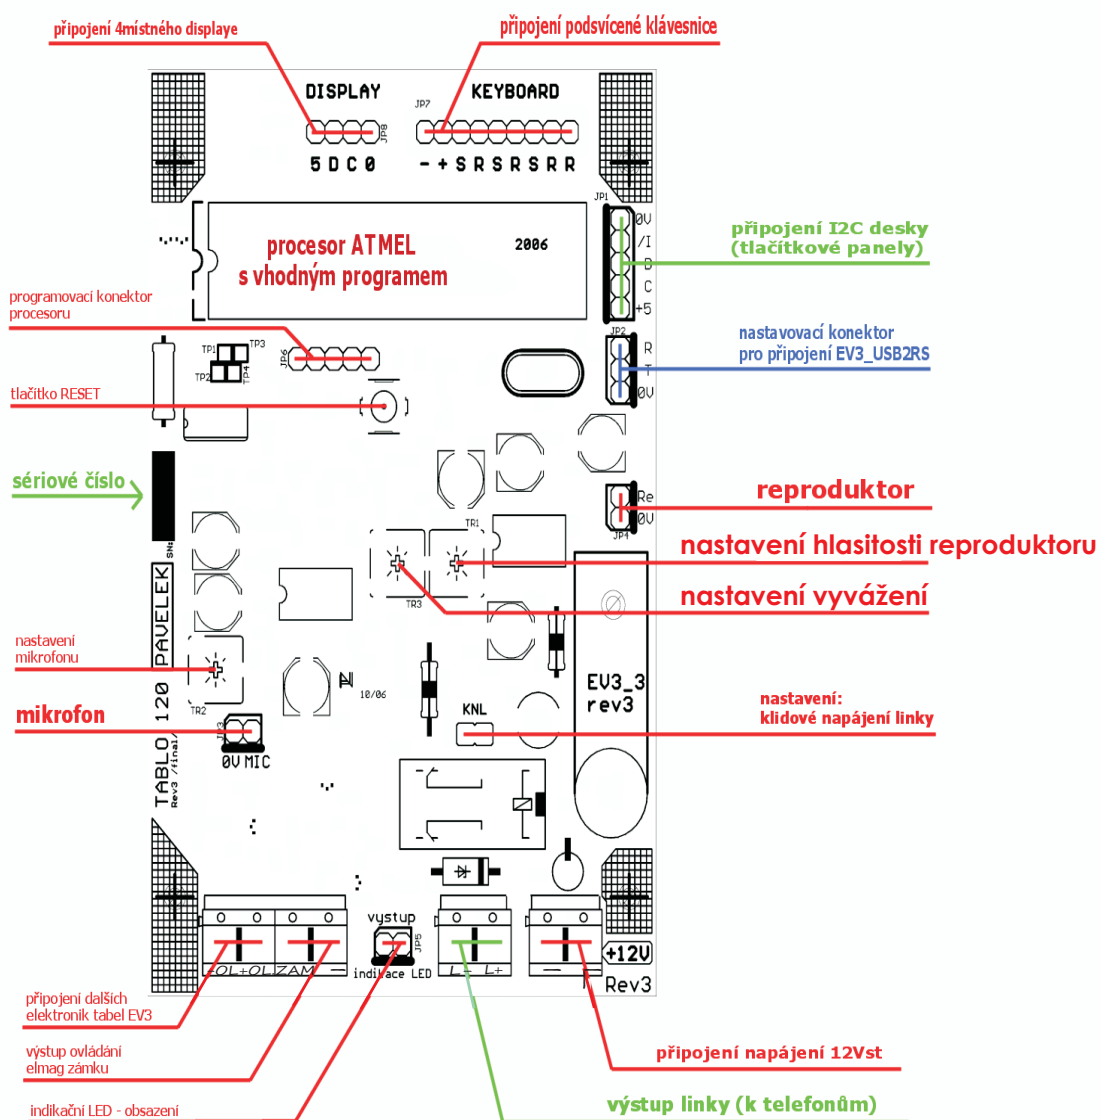 připojení 4místného displaye
připojení podsvícené klávesnice
DISPLAY
KEYBOARD
JP7
JP8
5 D C 0
- + S R S R S R R
JP1
0V
/I
B
C
+5
připojení I2C desky
(tlačítkové panely)
procesor ATMEL
s vhodným programem
2006
programovací konektor
procesoru
TP1
TP3
TP2
TP4
JP6
JP2
R
T
0V
nastavovací konektor
pro připojení EV3_USB2RS
tlačítko RESET
sériové číslo
SN:
Re
0V
JP4
reproduktor
TR1
nastavení hlasitosti reproduktoru
TR3
nastavení vyvážení
nastavení
mikrofonu
TR2
10/06
EV3_3
rev3
KNL
nastavení:
klidové napájení linky
mikrofon
JP3
0V MIC
TABLO 120 PAVELEK
Rev3 /final/
vystup
JP5
indikace LED
-OL+OLZAM -
L- L+
+12V
Rev3
připojení dalších
elektronik tabel EV3
výstup ovládání
elmag zámku
indikační LED - obsazení
připojení napájení 12Vst
výstup linky (k telefonům)